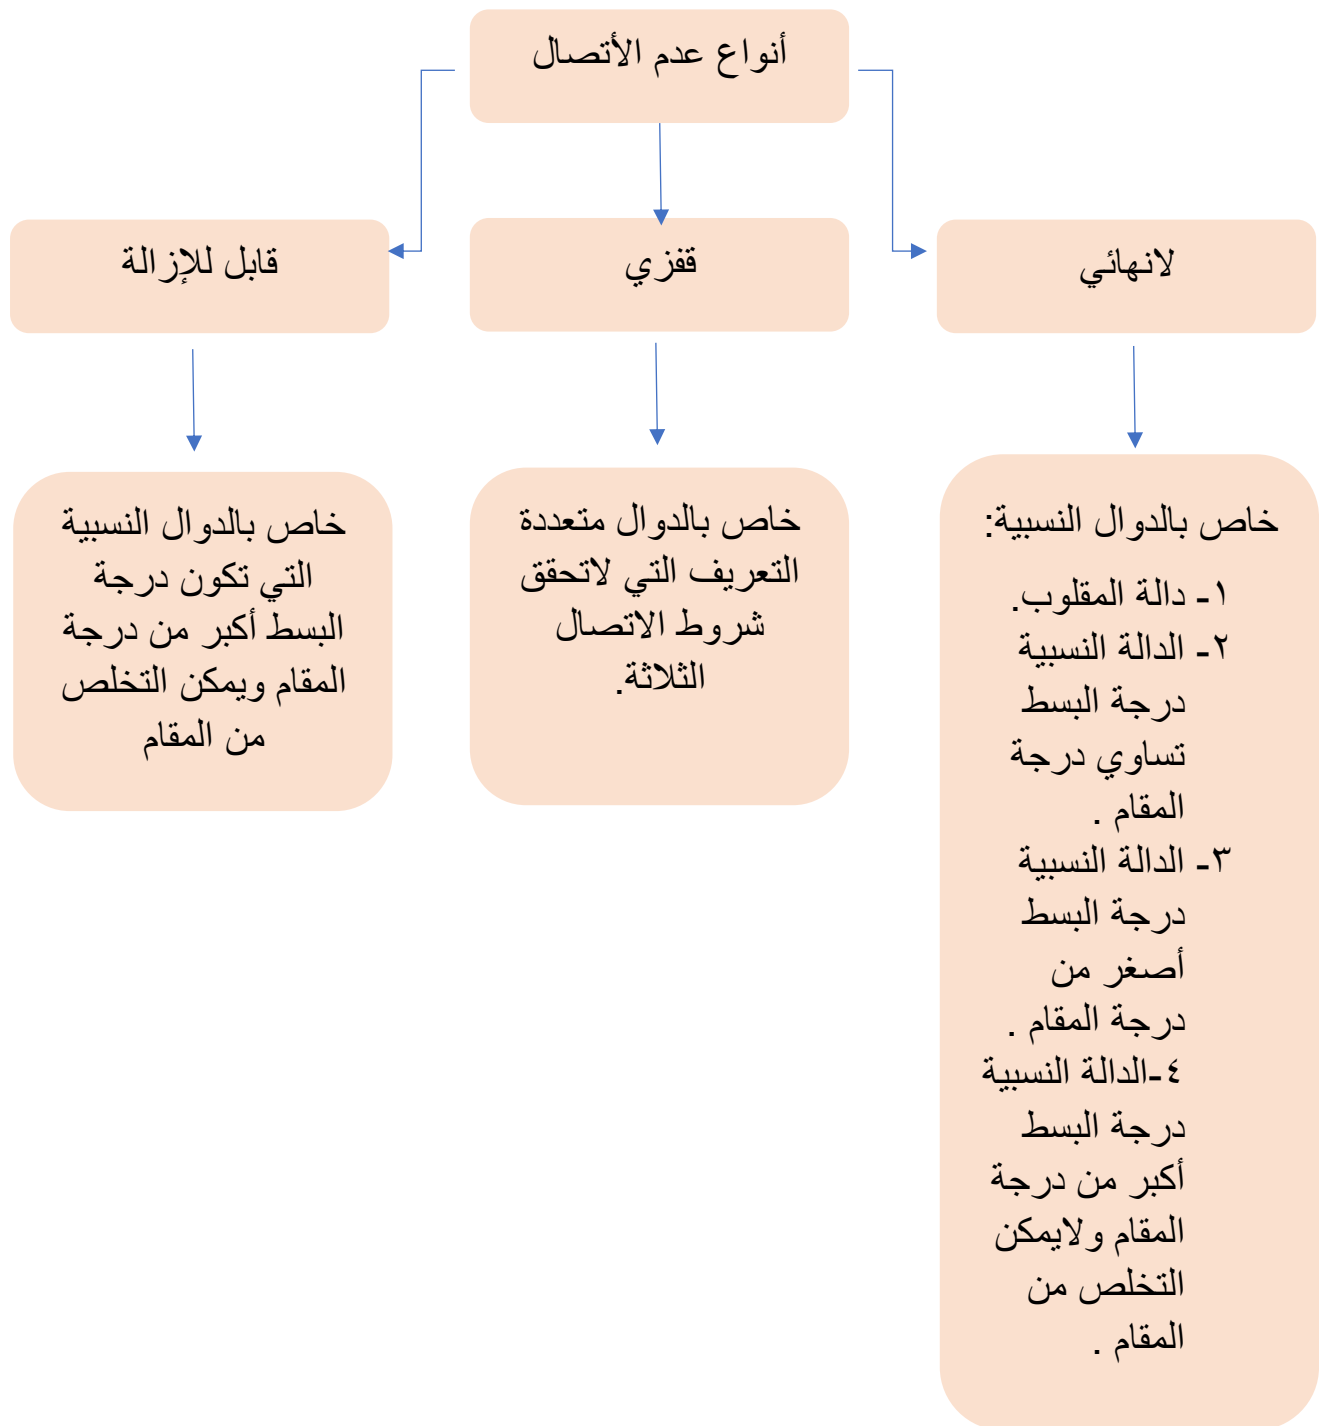 أنواع عدم الأتصال
لانهائي
قفزي
قابل للإزالة
خاص بالدوال النسبية:
١- دالة المقلوب.
٢- الدالة النسبية
درجة البسط
تساوي درجة
المقام .
٣- الدالة النسبية
درجة البسط
أصغر من
درجة المقام .
٤-الدالة النسبية
درجة البسط
أكبر من درجة
المقام ولايمكن
التخلص من
المقام .
خاص بالدوال متعددة
التعريف التي لاتحقق
شروط الاتصال
الثلاثة.
خاص بالدوال النسبية
التي تكون درجة
البسط أكبر من درجة
المقام ويمكن التخلص
من المقام